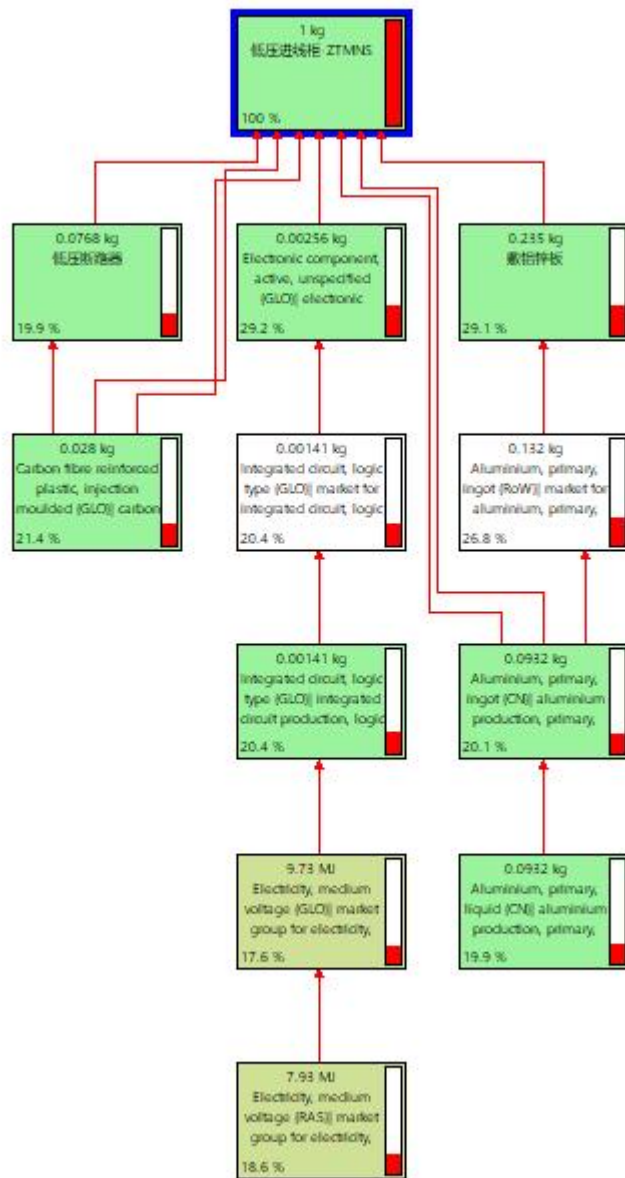 1 kg
低压进线柜 ZTMNS
100 %
0.0768 kg
低压断路器
19.9 %
0.00256 kg
Electronic component,
active, unspecified
{GLO}| electronic
29.2 %
0.235 kg
敷铝锌板
29.1 %
0.028 kg
Carbon fibre reinforced
plastic, injection
moulded {GLO}| carbon
21.4 %
0.00141 kg
Integrated circuit, logic
type {GLO}| market for
integrated circuit, logic
20.4 %
0.132 kg
Aluminium, primary,
ingot {RoW}| market for
aluminium, primary,
26.8 %
0.00141 kg
Integrated circuit, logic
type {GLO}| integrated
circuit production, logic
20.4 %
0.0932 kg
Aluminium, primary,
ingot {CN}| aluminium
production, primary,
20.1 %
9.73 MJ
Electricity, medium
voltage {GLO}| market
group for electricity,
17.6 %
0.0932 kg
Aluminium, primary,
liquid {CN}| aluminium
production, primary,
19.9 %
7.93 MJ
Electricity, medium
voltage {RAS}| market
group for electricity,
18.6 %